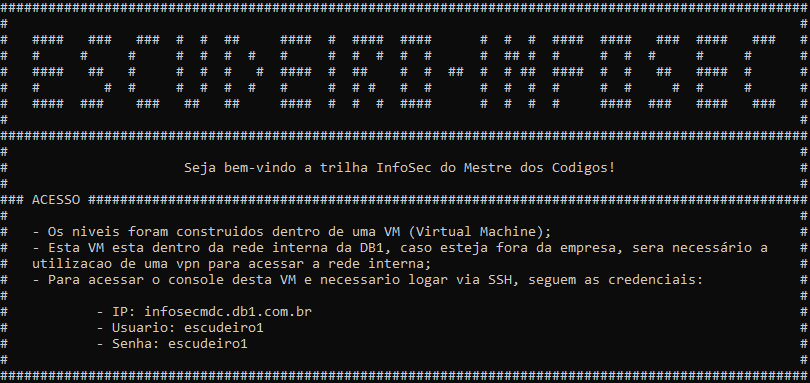 ESCUDEIRO-INFOSEC
Seja bem-vindo a trilha InfoSec do Mestre dos Codigos!
### ACESSO ###
- Os niveis foram construidos dentro de uma VM (Virtual Machine);
- Esta VM esta dentro da rede interna da DB1, caso esteja fora da empresa, sera necessário a
utilizacao de uma vpn para acessar a rede interna;
- Para acessar o console desta VM e necessario logar via SSH, seguem as credenciais:
- IP: infosecmdc.db1.com.br
- Usuario: escudeiro1
- Senha: escudeiro1